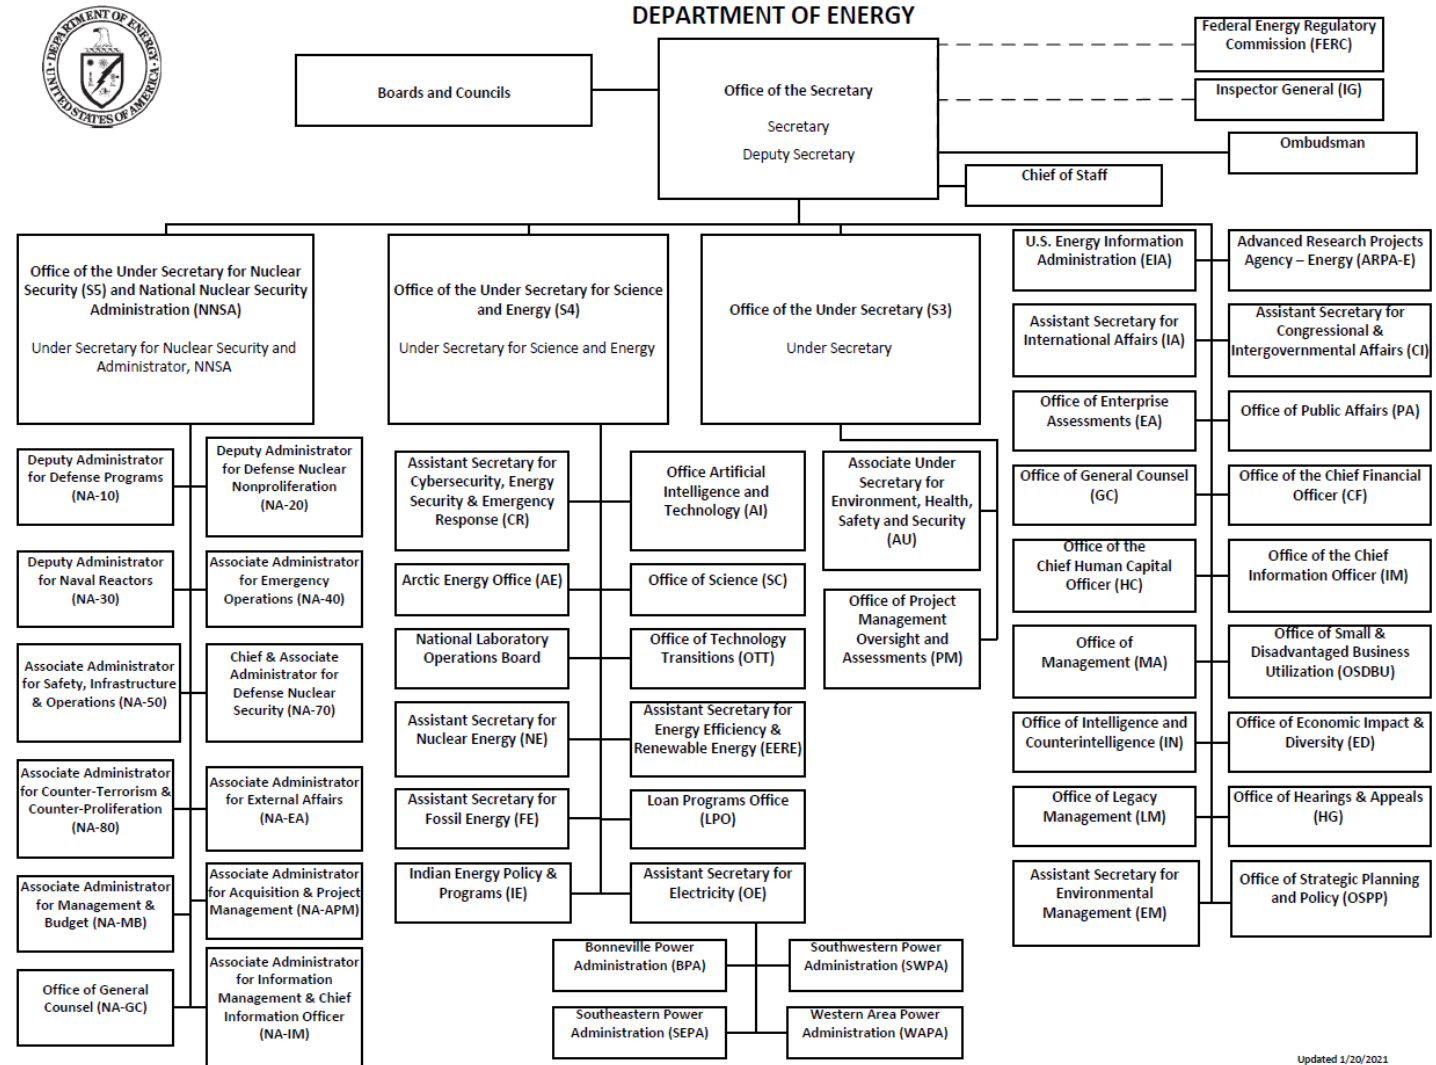 DEPARTMENT OF ENERGY
DEPARTMENT OF ENERGY
UNITED STATES OF AMERICA
Federal Energy Regulatory
Commission (FERC)
Boards and Councils
Office of the Secretary
Secretary
Deputy Secretary
Inspector General (IG)
Ombudsman
Chief of Staff
Office of the Under Secretary for Nuclear
Security (S5) and National Nuclear Security
Administration (NNSA)
Under Secretary for Nuclear Security and
Administrator, NNSA
Office of the Under Secretary for Science
and Energy (S4)
Under Secretary for Science and Energy
Office of the Under Secretary (S3)
Under Secretary
U.S. Energy Information
Administration (EIA)
Advanced Research Projects
Agency – Energy (ARPA-E)
Assistant Secretary for
International Affairs (IA)
Assistant Secretary for
Congressional &
Intergovernmental Affairs (CI)
Office of Enterprise
Assessments (EA)
Office of Public Affairs (PA)
Office of General Counsel
(GC)
Office of the Chief Financial
Officer (CF)
Office of the
Chief Human Capital
Officer (HC)
Office of the Chief
Information Officer (IM)
Office of
Management (MA)
Office of Small &
Disadvantaged Business
Utilization (OSDBU)
Office of Intelligence and
Counterintelligence (IN)
Office of Economic Impact &
Diversity (ED)
Office of Legacy
Management (LM)
Office of Hearings & Appeals
(HG)
Assistant Secretary for
Environmental
Management (EM)
Office of Strategic Planning
and Policy (OSPP)
Deputy Administrator
for Defense Programs
(NA-10)
Deputy Administrator
for Defense Nuclear
Nonproliferation
(NA-20)
Deputy Administrator
for Naval Reactors
(NA-30)
Associate Administrator
for Emergency
Operations (NA-40)
Associate Administrator
for Safety, Infrastructure
& Operations (NA-50)
Chief & Associate
Administrator for
Defense Nuclear
Security (NA-70)
Associate Administrator
for Counter-Terrorism &
Counter-Proliferation
(NA-80)
Associate Administrator
for External Affairs
(NA-EA)
Associate Administrator
for Management &
Budget (NA-MB)
Associate Administrator
for Acquisition & Project
Management (NA-APM)
Office of General
Counsel (NA-GC)
Associate Administrator
for Information
Management & Chief
Information Officer
(NA-IM)
Assistant Secretary for
Cybersecurity, Energy
Security & Emergency
Response (CR)
Office Artificial
Intelligence and
Technology (AI)
Arctic Energy Office (AE)
Office of Science (SC)
National Laboratory
Operations Board
Office of Technology
Transitions (OTT)
Assistant Secretary for
Nuclear Energy (NE)
Assistant Secretary for
Energy Efficiency &
Renewable Energy (EERE)
Assistant Secretary for
Fossil Energy (FE)
Loan Programs Office
(LPO)
Indian Energy Policy &
Programs (IE)
Assistant Secretary for
Electricity (OE)
Bonneville Power
Administration (BPA)
Southwestern Power
Administration (SWPA)
Southeastern Power
Administration (SEPA)
Western Area Power
Administration (WAPA)
Associate Under
Secretary for
Environment, Health,
Safety and Security
(AU)
Office of Project
Management
Oversight and
Assessments (PM)
Updated 1/20/2021